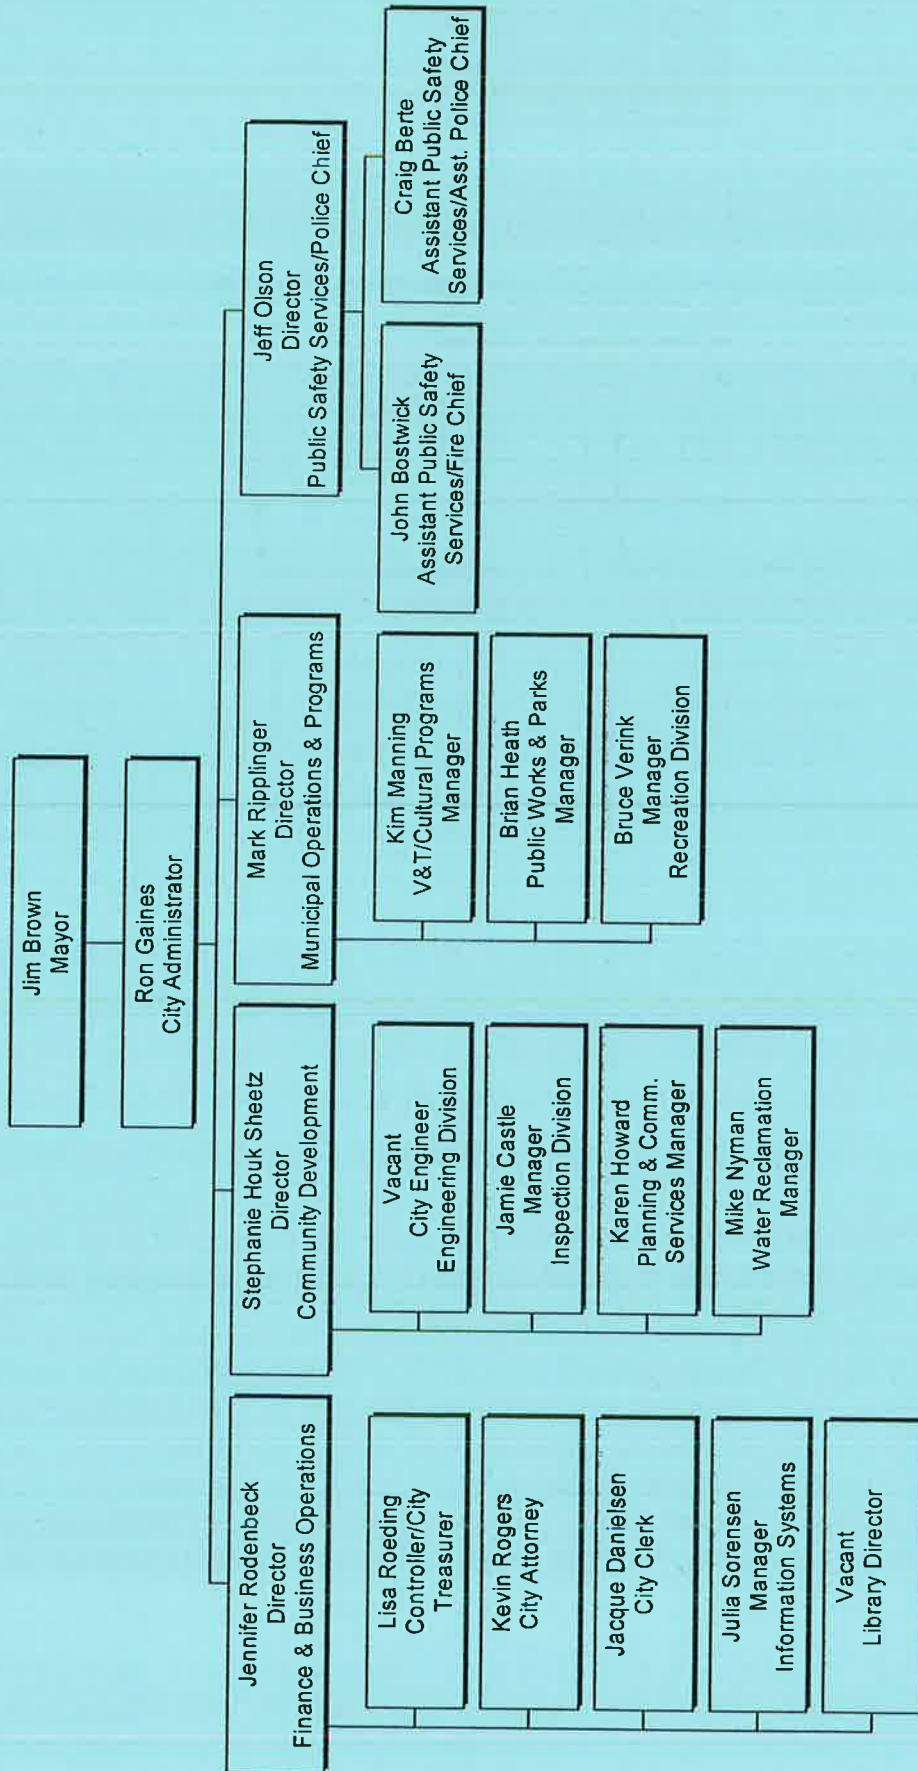 Jim Brown
Mayor
Ron Gaines
City Administrator
Jennifer Rodenbeck
Director
Finance & Business Operations
Lisa Roeding
Controller/City
Treasurer
Kevin Rogers
City Attorney
Jacque Danielsen
City Clerk
Julia Sorensen
Manager
Information Systems
Vacant
Library Director
Stephanie Houk Sheetz
Director
Community Development
Vacant
City Engineer
Engineering Division
Jamie Castle
Manager
Inspection Division
Karen Howard
Planning & Comm.
Services Manager
Mike Nyman
Water Reclamation
Manager
Mark Ripplinger
Director
Municipal Operations & Programs
Kim Manning
V&T/Cultural Programs
Manager
Brian Heath
Public Works & Parks
Manager
Bruce Verink
Manager
Recreation Division
Jeff Olson
Director
Public Safety Services/Police Chief
John Bostwick
Assistant Public Safety
Services/Fire Chief
Craig Berte
Assistant Public Safety
Services/Asst. Police Chief